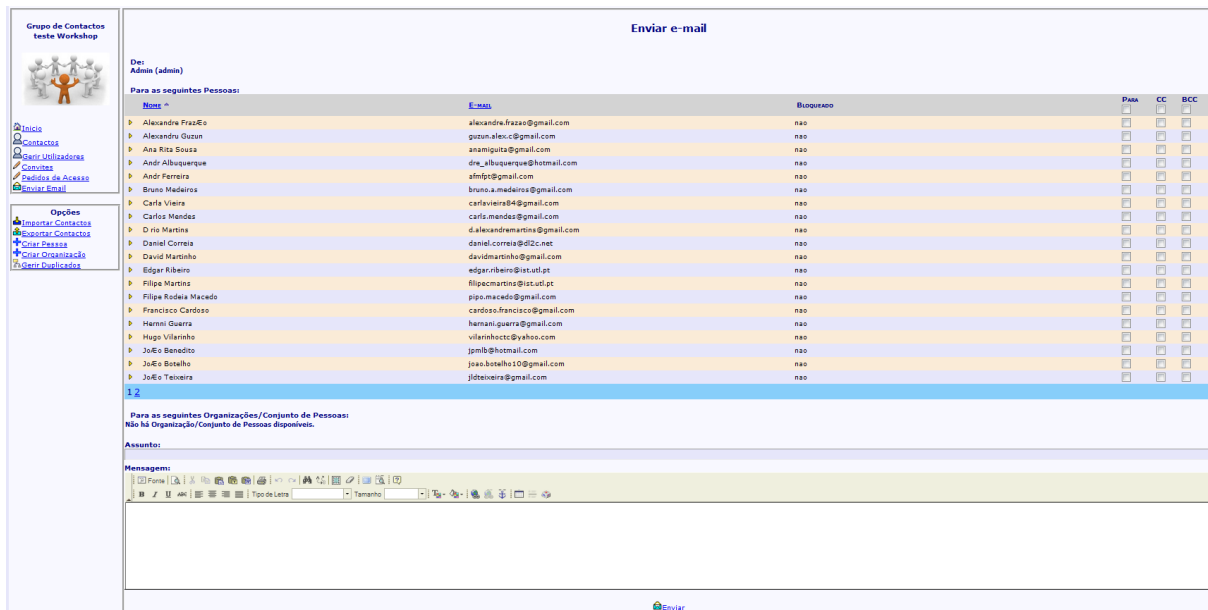 Grupo de Contactos
teste Workshop
Inicio
Contactos
Gerir Utilizadores
Convites
Pedidos de Acesso
Enviar Email
Opções
Importar Contactos
Exportar Contactos
Criar Pessoa
Criar Organização
Gerir Duplicados
Enviar e-mail
De:
Admin (admin)
Para as seguintes Pessoas:
Nome E-mail Bloqueado Para CC BCC
Alexandre FrazÆo alexandre.frazao@gmail.com nao
Alexandru Guzun guzun.alex.c@gmail.com nao
Ana Rita Sousa anamiguita@gmail.com nao
Andr Albuquerque dre_albuquerque@hotmail.com nao
Andr Ferreira afmfpt@gmail.com nao
Bruno Medeiros bruno.a.medeiros@gmail.com nao
Carla Vieira carlavieira84@gmail.com nao
Carlos Mendes carls.mendes@gmail.com nao
D rio Martins d.alexandremartins@gmail.com nao
Daniel Correia daniel.correia@dl2c.net nao
David Martinho davidmartinho@gmail.com nao
Edgar Ribeiro edgar.ribeiro@ist.utl.pt nao
Filipe Martins filipecmartins@ist.utl.pt nao
Filipe Rodeia Macedo pipo.macedo@gmail.com nao
Francisco Cardoso cardoso.francisco@gmail.com nao
Hernni Guerra hernani.guerra@gmail.com nao
Hugo Vilarinho vilarinhoctc@yahoo.com nao
JoÆo Benedito jpmlb@hotmail.com nao
JoÆo Botelho joao.botelho10@gmail.com nao
JoÆo Teixeira jldteixeira@gmail.com nao
1 2
Para as seguintes Organizações/Conjunto de Pessoas:
Não há Organização/Conjunto de Pessoas disponíveis.
Assunto:
Mensagem:
Fonte
B I U ABC Tipo de Letra Tamanho
Enviar